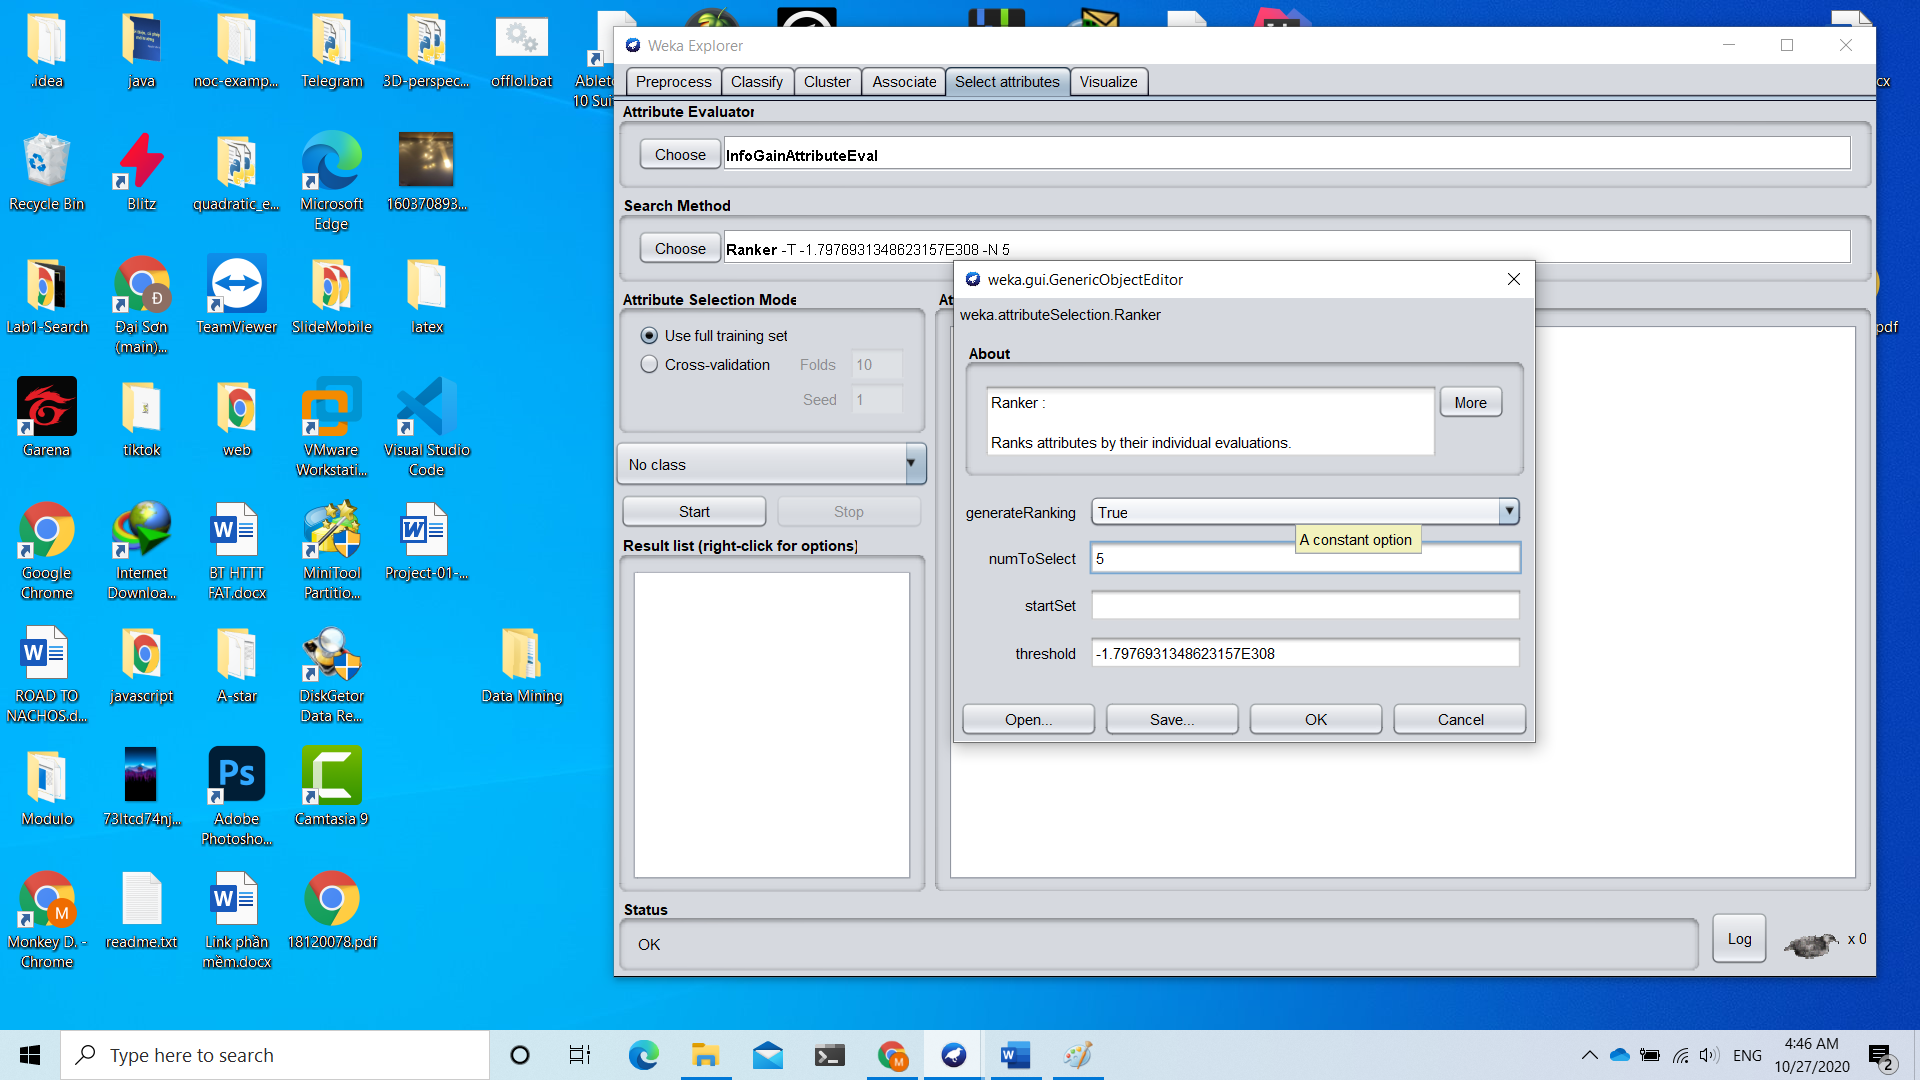 .idea
java
noc-examp...
Telegram
3D-perspec...
offlol.bat
10 Suit
Recycle Bin
Blitz
quadratic_e...
Microsoft
Edge
160370893...
Lab1-Search
Đại Sơn
(main)...
TeamViewer
SlideMobile
latex
Garena
tiktok
web
VMware
Workstati...
Visual Studio
Code
Google
Chrome
Internet
Downloa...
BT HTTT
FAT.docx
MiniTool
Partitio...
Project-01-...
ROAD TO
NACHOS.d...
javascript
A-star
DiskGetor
Data Re...
Data Mining
Modulo
73ltcd74nj...
Adobe
Photosho...
Camtasia 9
Monkey D. -
Chrome
readme.txt
Link phần
mềm.docx
18120078.pdf
Weka Explorer
Preprocess
Classify
Cluster
Associate
Select attributes
Visualize
Attribute Evaluator
Choose
InfoGainAttributeEval
Search Method
Choose
Ranker -T -1.7976931348623157E308 -N 5
Attribute Selection Mode
Use full training set
Cross-validation
Folds
10
Seed
1
No class
Start
Stop
Result list (right-click for options)
Status
OK
Log
x 0
weka.gui.GenericObjectEditor
weka.attributeSelection.Ranker
About
Ranker :
Ranks attributes by their individual evaluations.
More
generateRanking
True
A constant option
numToSelect
5
startSet
threshold
-1.7976931348623157E308
Open...
Save...
OK
Cancel
cx
pdf
Type here to search
ENG
4:46 AM
10/27/2020
2